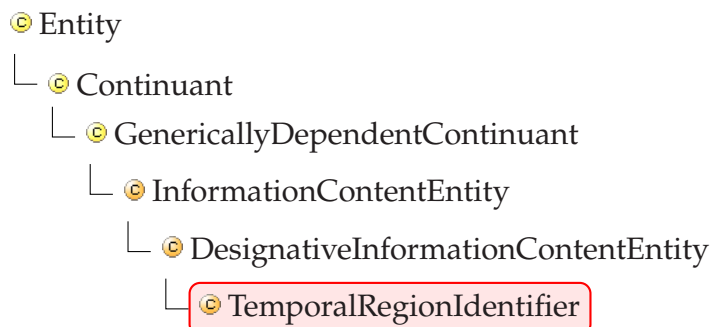 © Entity
© Continuant
© GenericallyDependentContinuant
© InformationContentEntity
© DesignativeInformationContentEntity
© TemporalRegionIdentifier